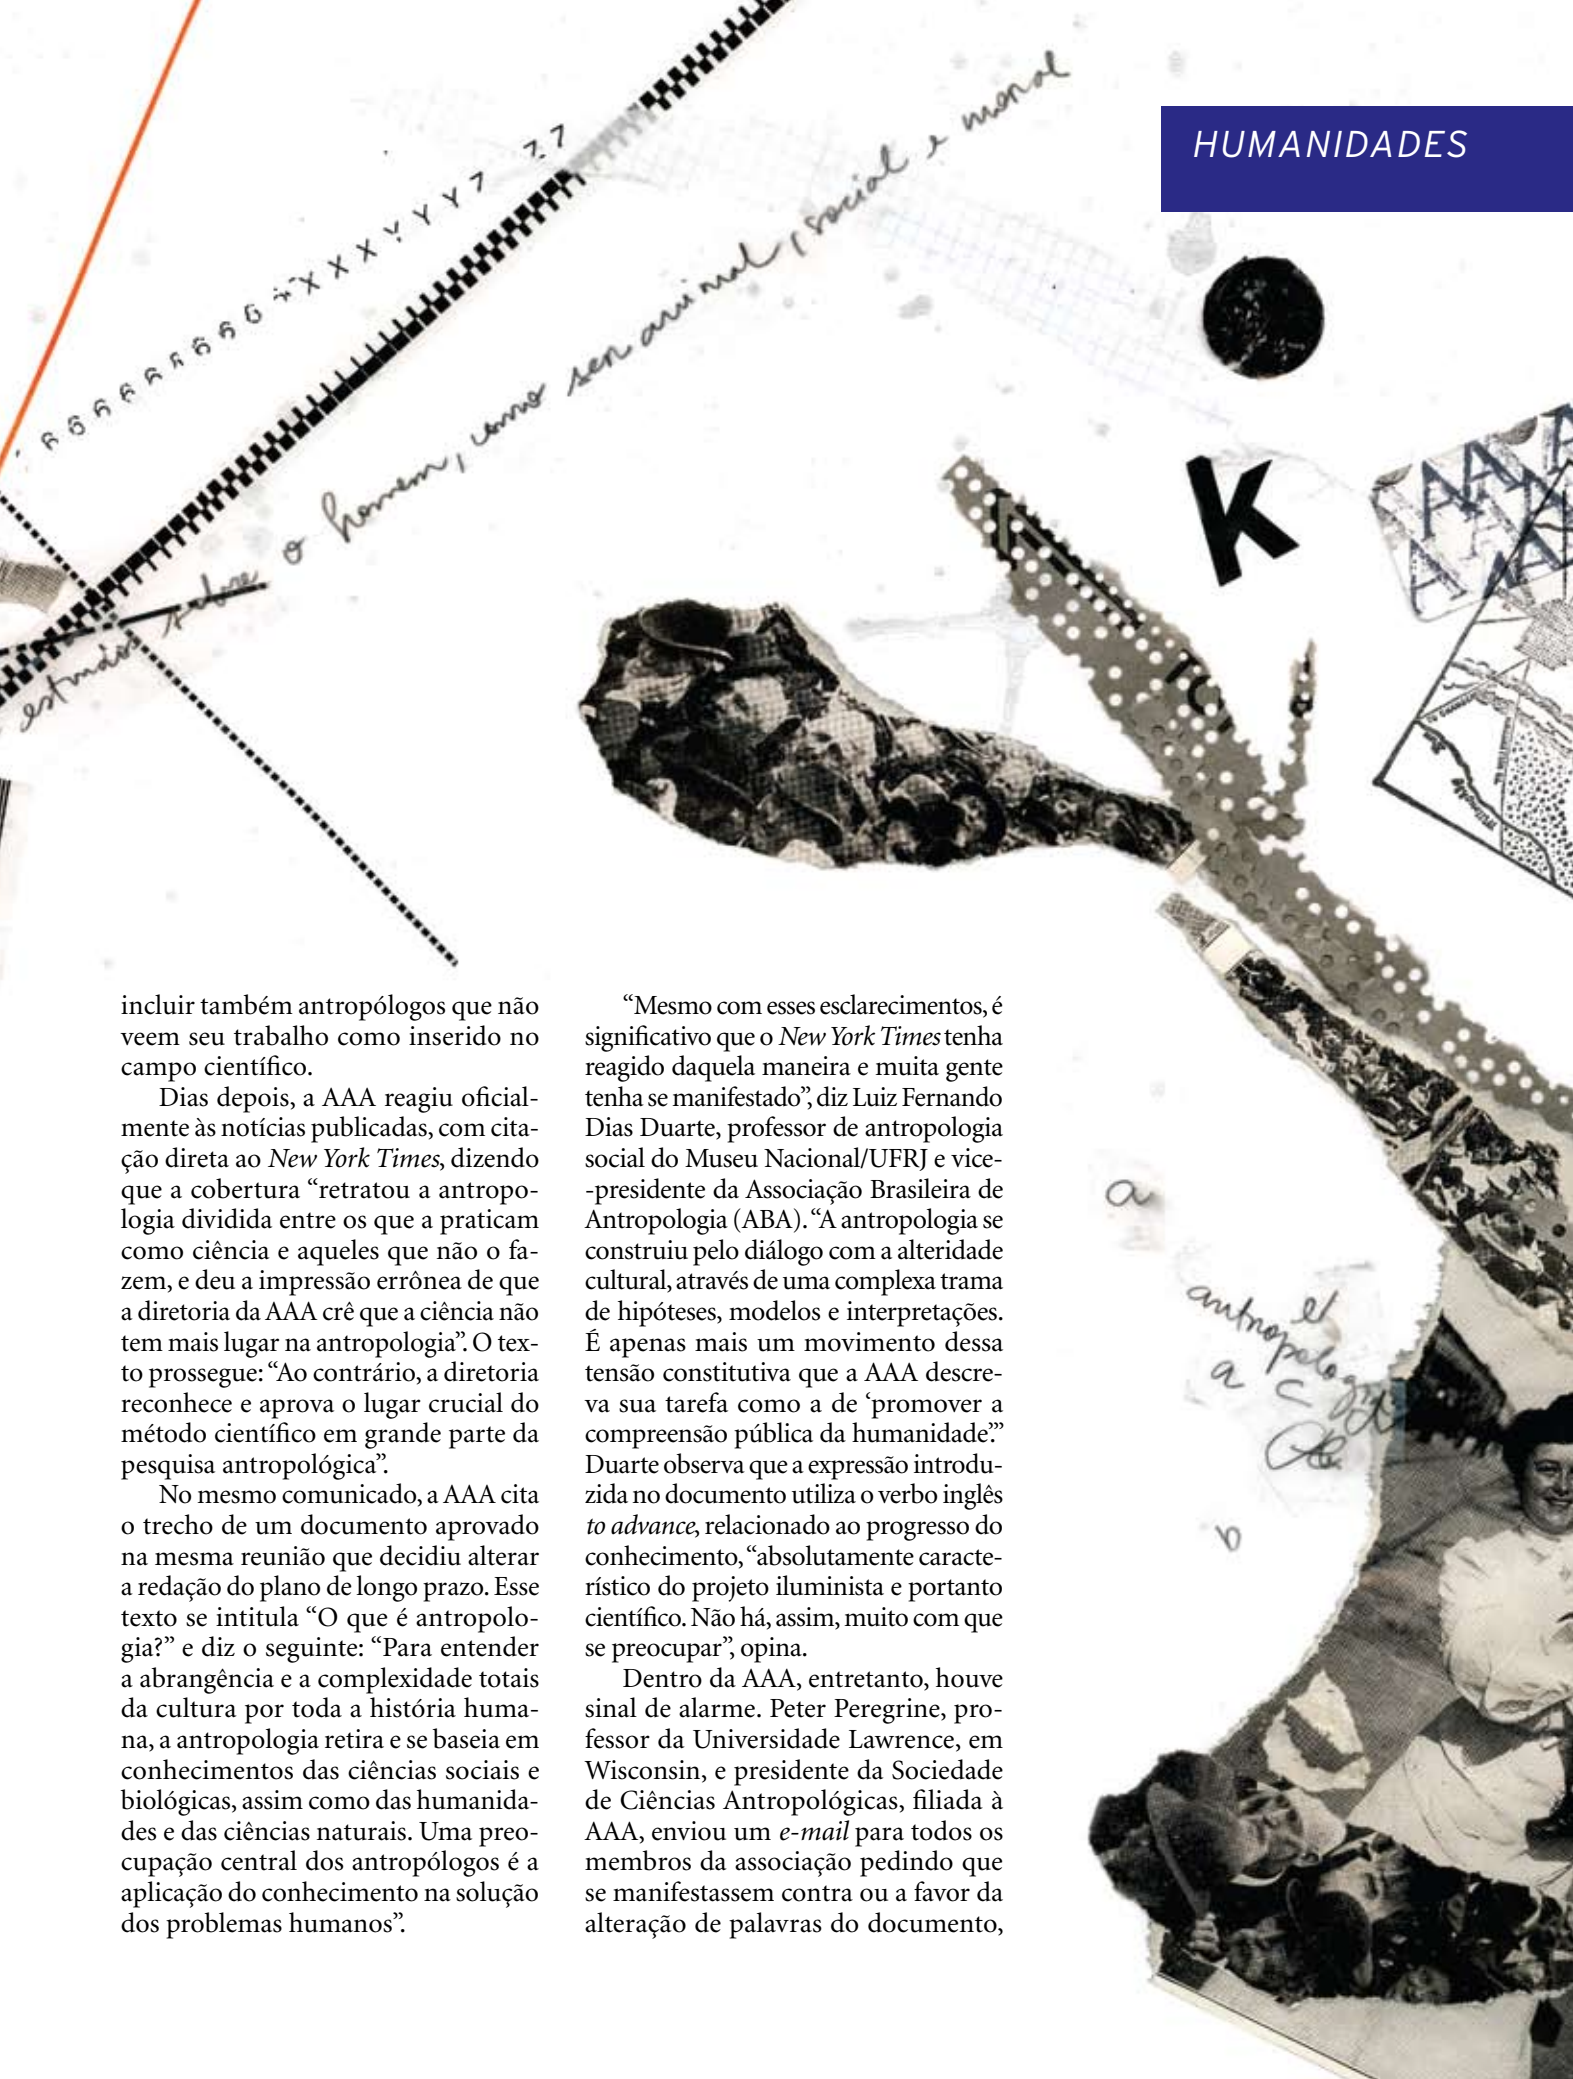 HUMANIDADES
estudos sobre o homem, como ser animal, social e moral
K
a
et
antropologi
a
b
incluir também antropólogos que não
veem seu trabalho como inserido no
campo científico.
Dias depois, a AAA reagiu oficial-
mente às notícias publicadas, com cita-
ção direta ao New York Times, dizendo
que a cobertura “retratou a antropo-
logia dividida entre os que a praticam
como ciência e aqueles que não o fa-
zem, e deu a impressão errônea de que
a diretoria da AAA crê que a ciência não
tem mais lugar na antropologia”. O tex-
to prossegue: “Ao contrário, a diretoria
reconhece e aprova o lugar crucial do
método científico em grande parte da
pesquisa antropológica”.
No mesmo comunicado, a AAA cita
o trecho de um documento aprovado
na mesma reunião que decidiu alterar
a redação do plano de longo prazo. Esse
texto se intitula “O que é antropolo-
gia?” e diz o seguinte: “Para entender
a abrangência e a complexidade totais
da cultura por toda a história huma-
na, a antropologia retira e se baseia em
conhecimentos das ciências sociais e
biológicas, assim como das humanida-
des e das ciências naturais. Uma preo-
cupação central dos antropólogos é a
aplicação do conhecimento na solução
dos problemas humanos”.
“Mesmo com esses esclarecimentos, é
significativo que o New York Times tenha
reagido daquela maneira e muita gente
tenha se manifestado”, diz Luiz Fernando
Dias Duarte, professor de antropologia
social do Museu Nacional/UFRJ e vice-
-presidente da Associação Brasileira de
Antropologia (ABA). “A antropologia se
construiu pelo diálogo com a alteridade
cultural, através de uma complexa trama
de hipóteses, modelos e interpretações.
É apenas mais um movimento dessa
tensão constitutiva que a AAA descre-
va sua tarefa como a de ‘promover a
compreensão pública da humanidade’.”
Duarte observa que a expressão introdu-
zida no documento utiliza o verbo inglês
to advance, relacionado ao progresso do
conhecimento, “absolutamente caracte-
rístico do projeto iluminista e portanto
científico. Não há, assim, muito com que
se preocupar”, opina.
Dentro da AAA, entretanto, houve
sinal de alarme. Peter Peregrine, pro-
fessor da Universidade Lawrence, em
Wisconsin, e presidente da Sociedade
de Ciências Antropológicas, filiada à
AAA, enviou um e-mail para todos os
membros da associação pedindo que
se manifestassem contra ou a favor da
alteração de palavras do documento,